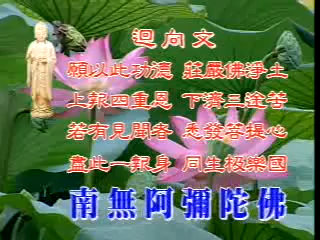 迴向文
願以此功德 莊嚴佛淨土
上報四重恩 下濟三塗苦
若有見聞者 悉發菩提心
盡此一報身 同生極樂國
南無阿彌陀佛